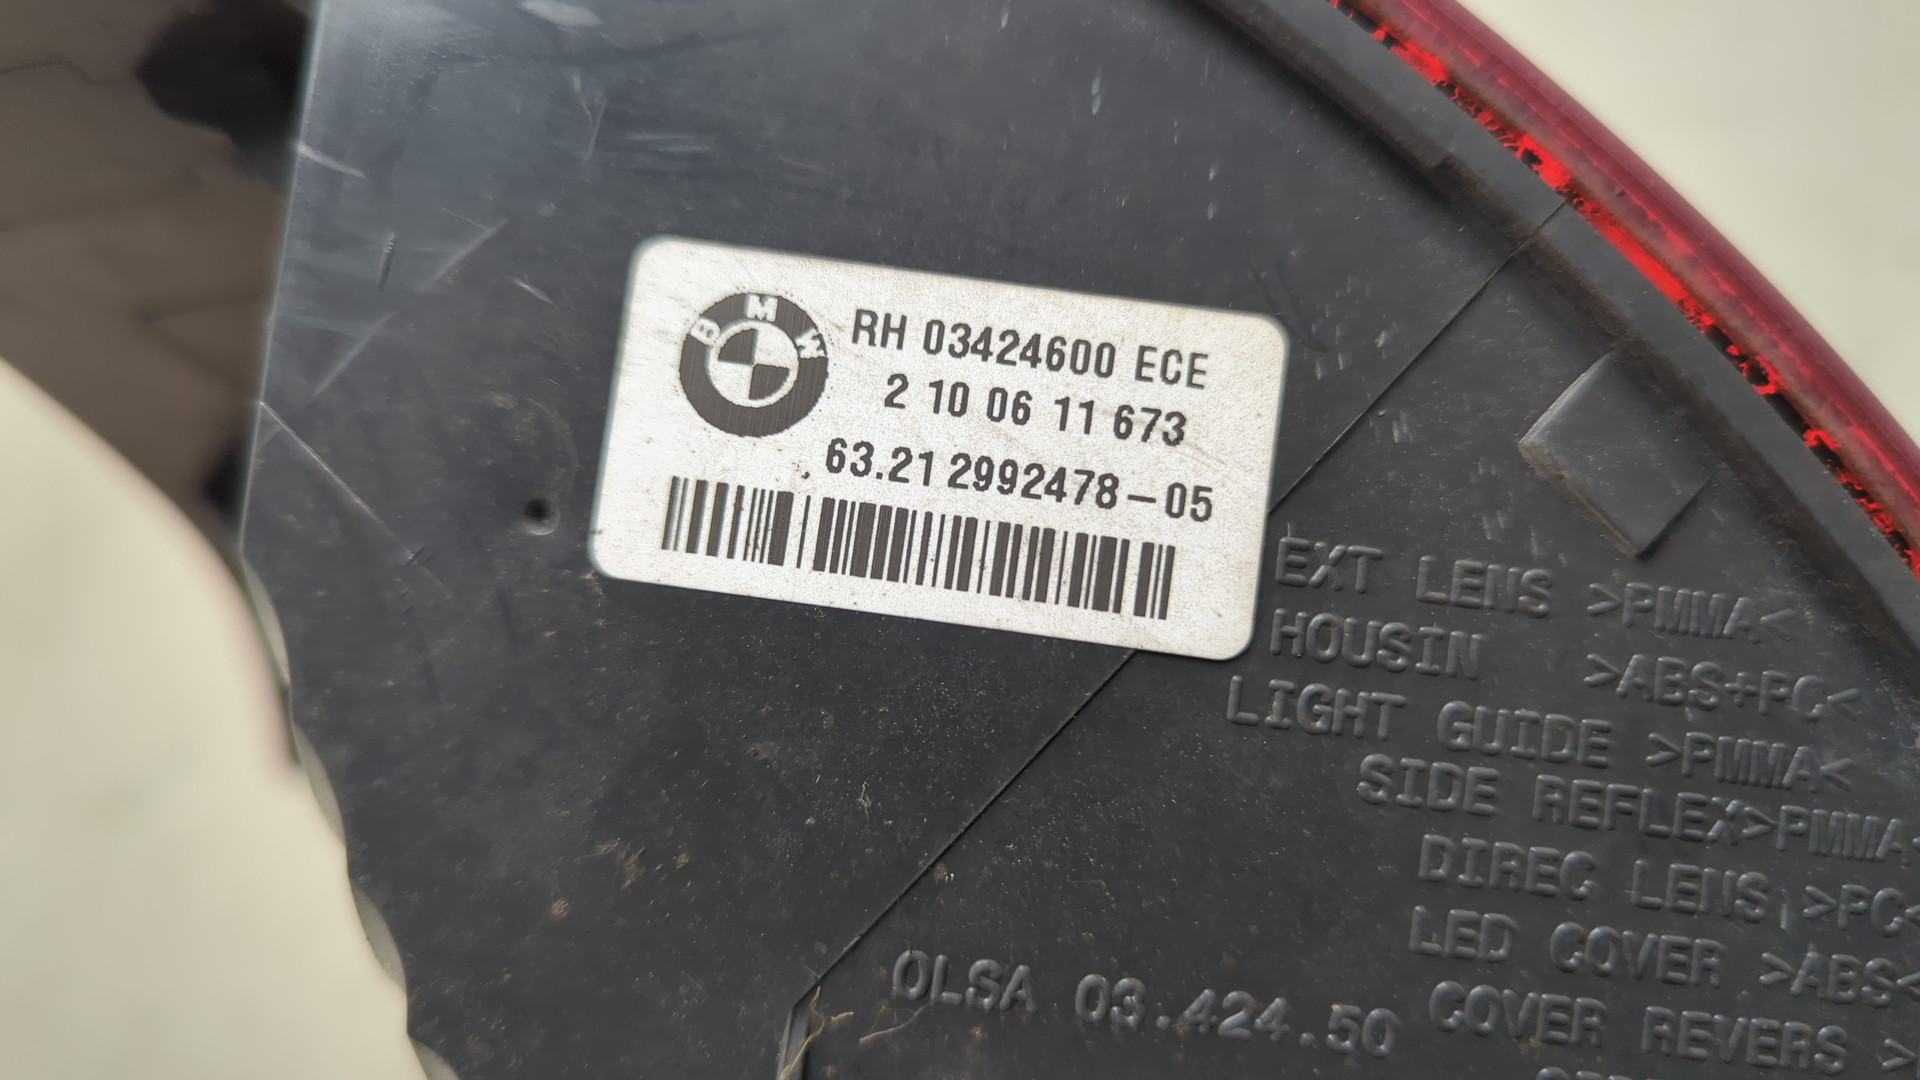 BMW
RH 03424600 ECE
2 10 06 11 673
63.21 2992478-05
EXT LENS >PMMA<
HOUSIN >ABS+PC<
LIGHT GUIDE >PMMA<
SIDE REFLEX>PMMA<
DIREC LENS >PC<
LED COVER >ABS<
COVER REVERS >
OLSA 03.424.50